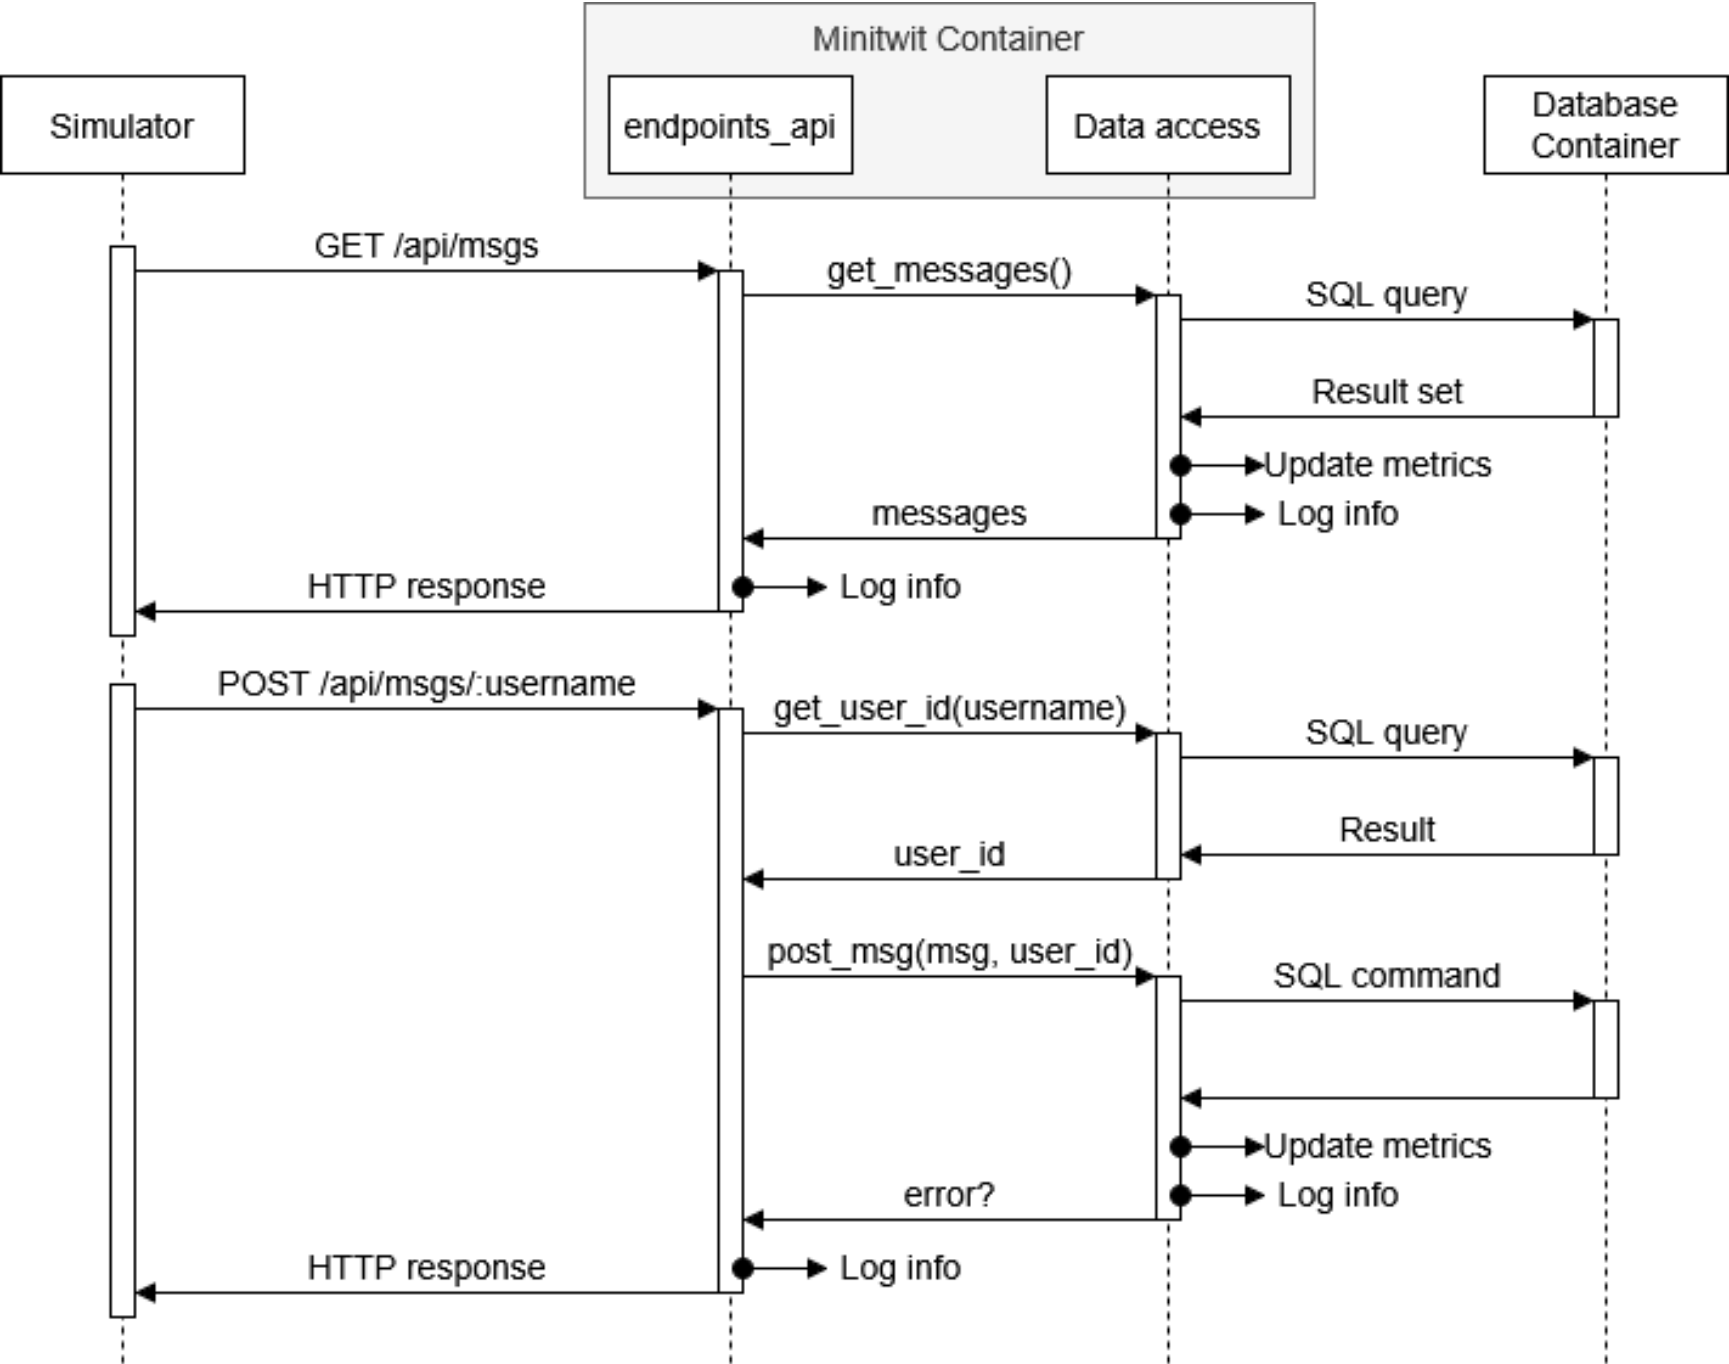 Minitwit Container
Simulator
endpoints_api
Data access
Database
Container
GET /api/msgs
get_messages()
SQL query
Result set
Update metrics
messages
Log info
HTTP response
Log info
POST /api/msgs/:username
get_user_id(username)
SQL query
Result
user_id
post_msg(msg, user_id)
SQL command
Update metrics
error?
Log info
HTTP response
Log info